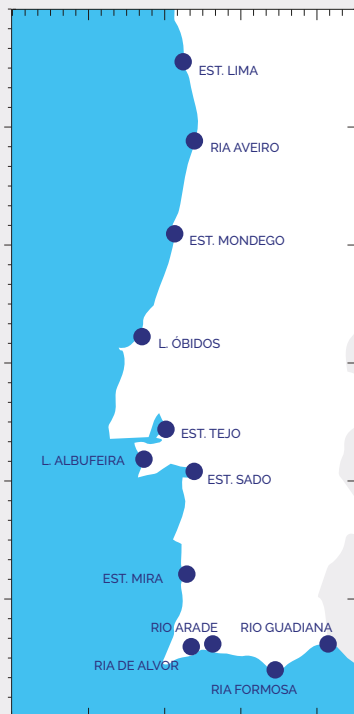 EST. LIMA
RIA AVEIRO
EST. MONDEGO
L. ÓBIDOS
EST. TEJO
L. ALBUFEIRA
EST. SADO
EST. MIRA
RIO ARADE
RIO GUADIANA
RIA DE ALVOR
RIA FORMOSA